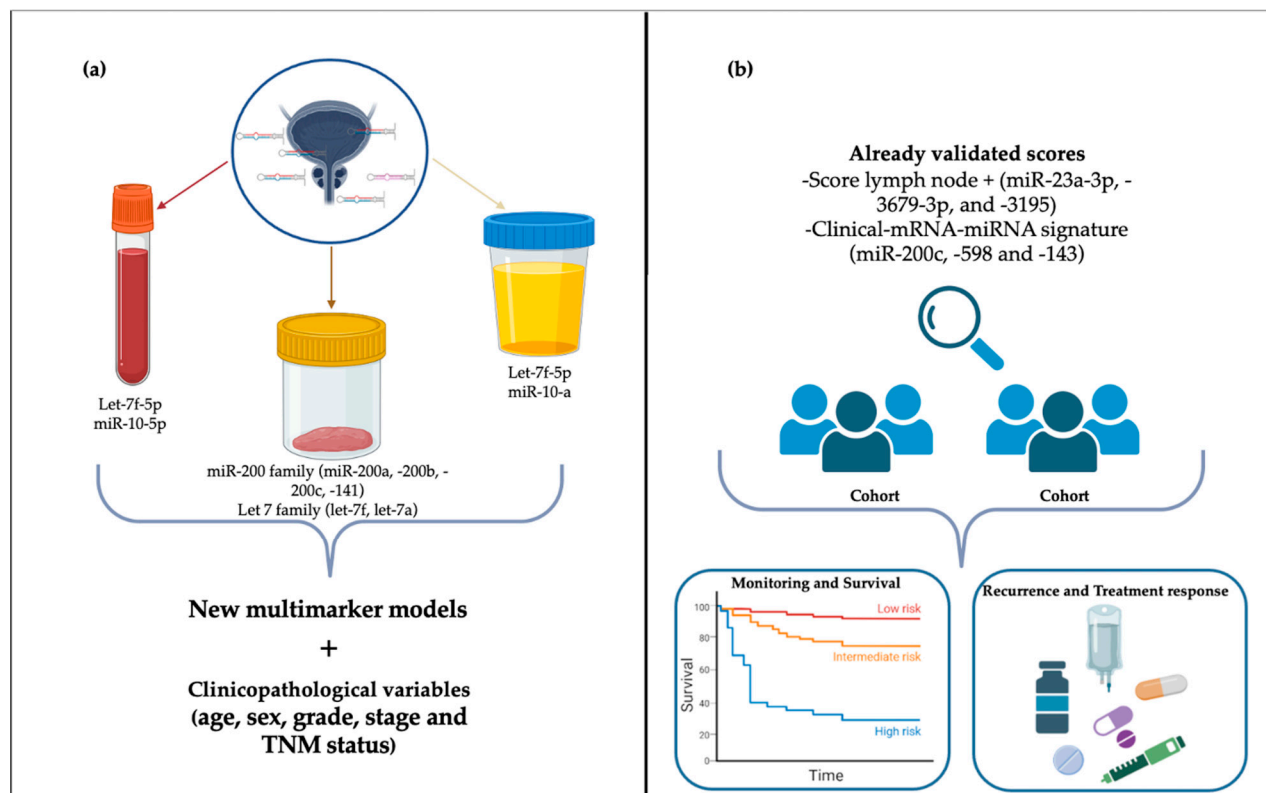 (a)
Let-7f-5p
miR-10-5p
Let-7f-5p
miR-10-a
miR-200 family (miR-200a, -200b, -
200c, -141)
Let 7 family (let-7f, let-7a)
New multimarker models
+
Clinicopathological variables
(age, sex, grade, stage and
TNM status)
(b)
Already validated scores
-Score lymph node + (miR-23a-3p, -
3679-3p, and -3195)
-Clinical-mRNA-miRNA signature
(miR-200c, -598 and -143)
Cohort
Cohort
Monitoring and Survival
100
80
60
40
20
0
Survival
Low risk
Intermediate risk
High risk
Time
Recurrence and Treatment response